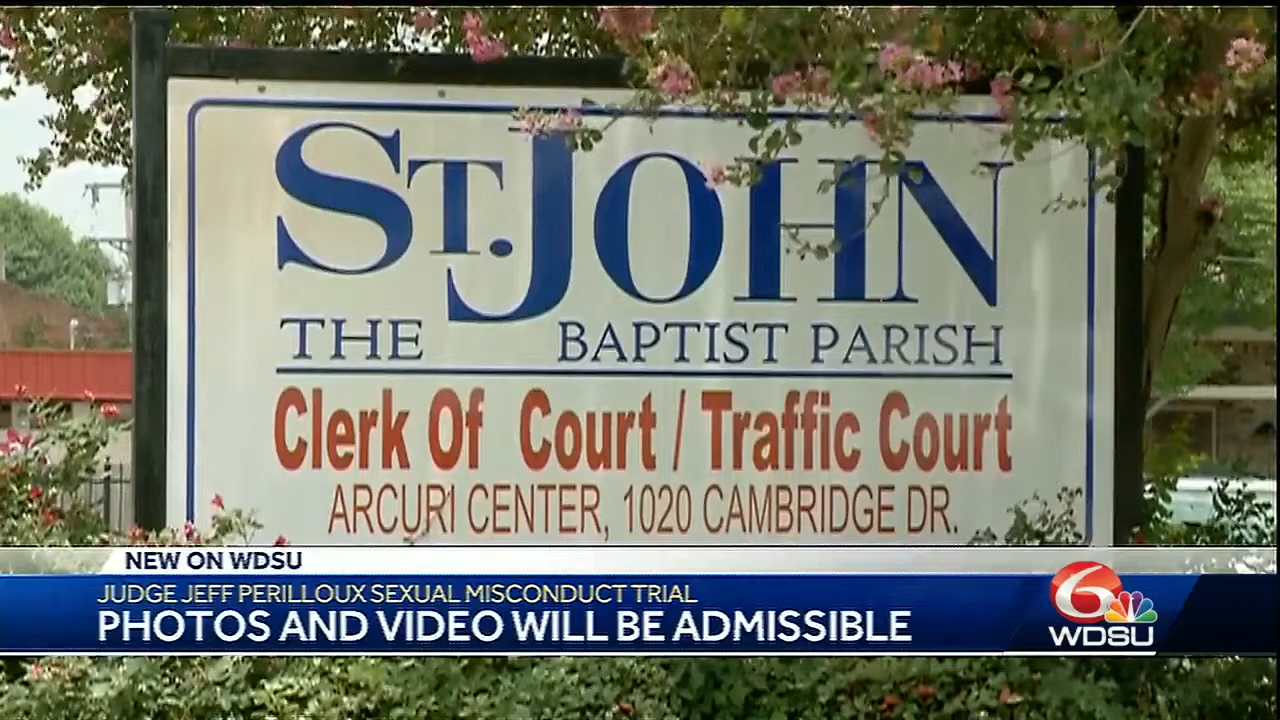 ST. JOHN
THE BAPTIST PARISH
Clerk Of Court / Traffic Court
ARCURI CENTER, 1020 CAMBRIDGE DR.
NEW ON WDSU
JUDGE JEFF PERILLOUX SEXUAL MISCONDUCT TRIAL
PHOTOS AND VIDEO WILL BE ADMISSIBLE
6
WDSU